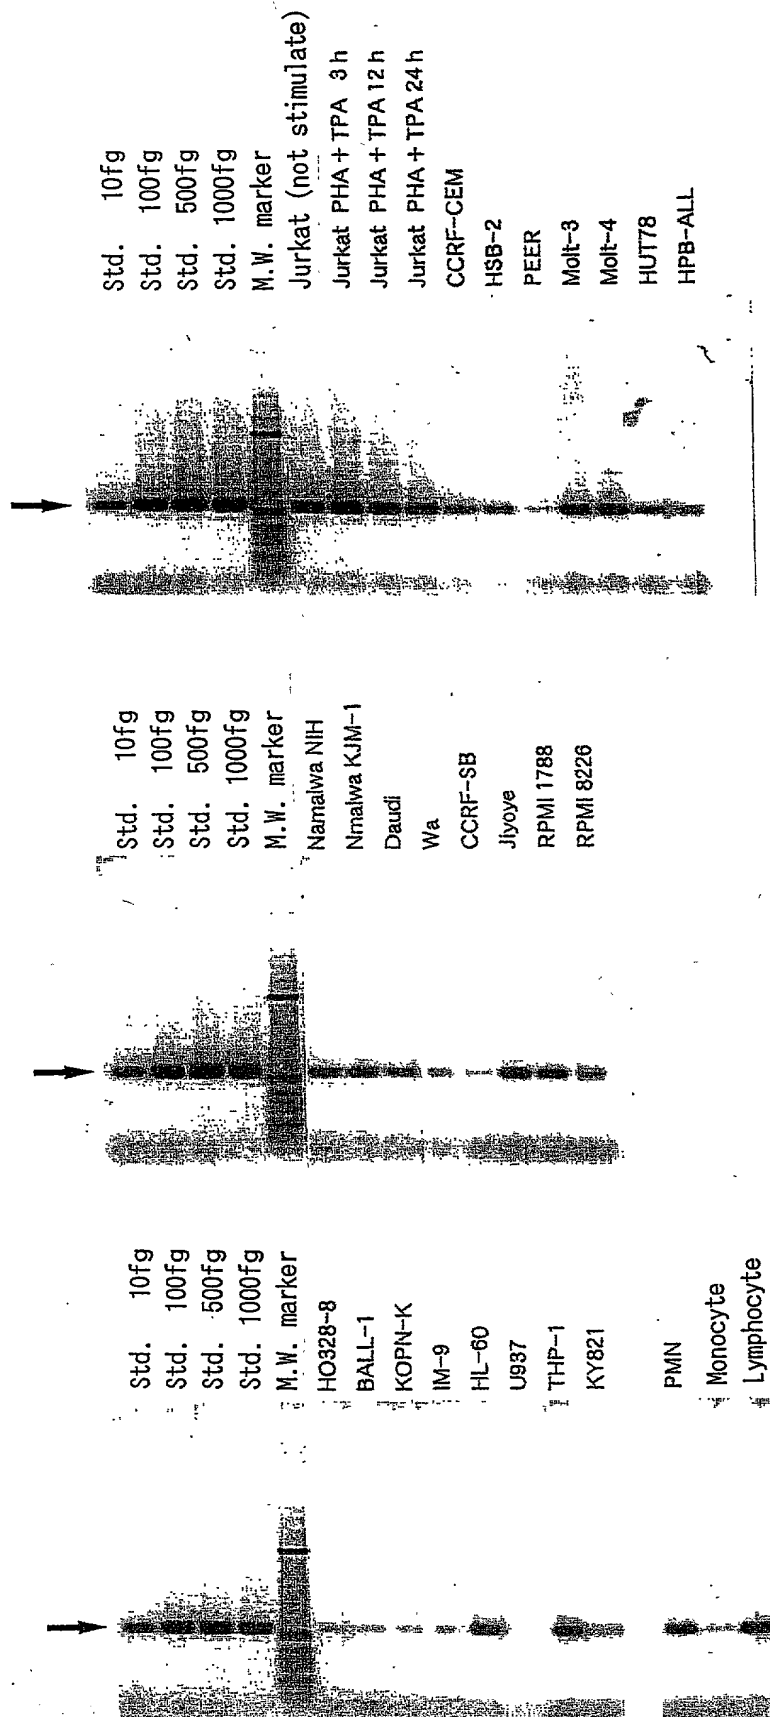 Std. 10fg
Std. 100fg
Std. 500fg
Std. 1000fg
M.W. marker
Jurkat (not stimulate)
Jurkat PHA + TPA 3 h
Jurkat PHA + TPA 12 h
Jurkat PHA + TPA 24 h
CCRF-CEM
HSB-2
PEER
Molt-3
Molt-4
HUT78
HPB-ALL
Std. 10fg
Std. 100fg
Std. 500fg
Std. 1000fg
M.W. marker
Namalwa NIH
Nmalwa KJM-1
Daudi
Wa
CCRF-SB
Jiyoye
RPMI 1788
RPMI 8226
Std. 10fg
Std. 100fg
Std. 500fg
Std. 1000fg
M.W. marker
HO328-8
BALL-1
KOPN-K
IM-9
HL-60
U937
THP-1
KY821
PMN
Monocyte
Lymphocyte